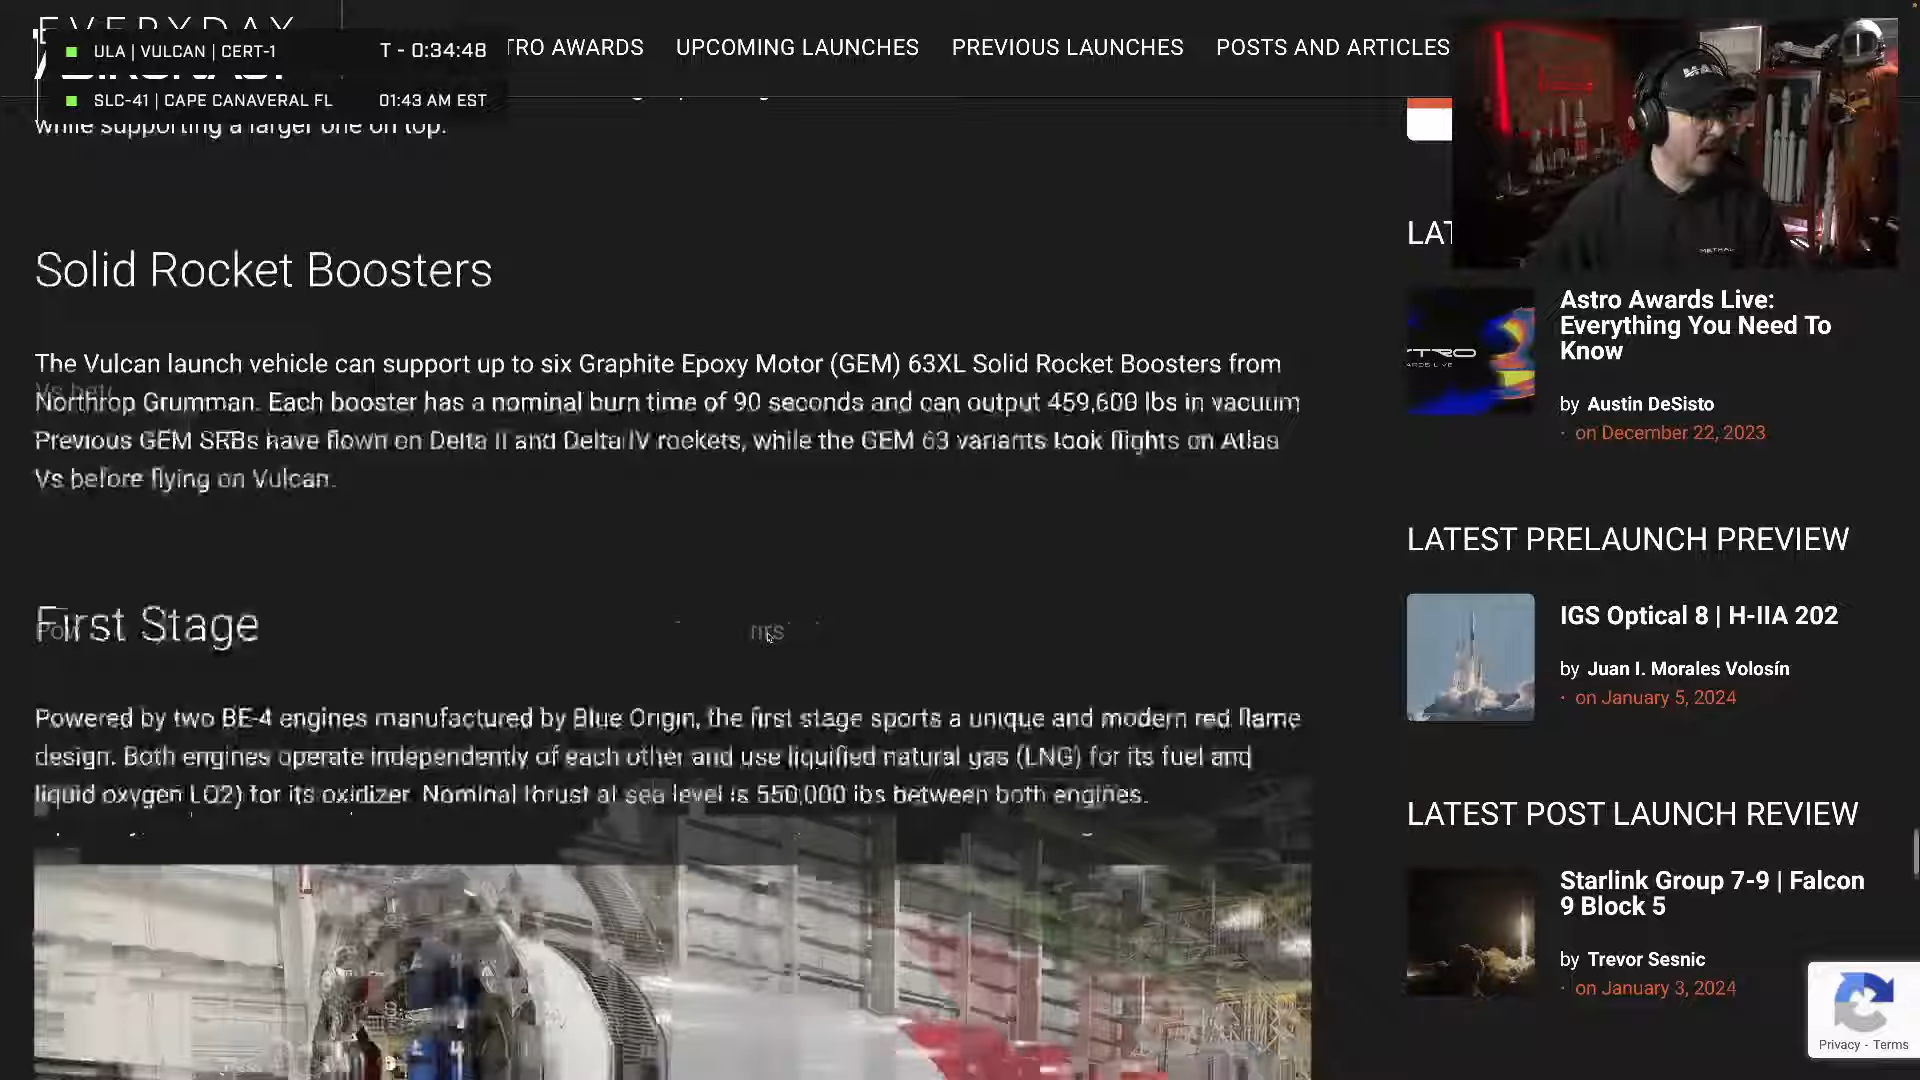 EVERYDAY
ULA | VULCAN | CERT-1 T - 0:34:48
SLC-41 | CAPE CANAVERAL FL 01:43 AM EST
TRO AWARDS UPCOMING LAUNCHES PREVIOUS LAUNCHES POSTS AND ARTICLES
while supporting a larger one on top.
Solid Rocket Boosters
The Vulcan launch vehicle can support up to six Graphite Epoxy Motor (GEM) 63XL Solid Rocket Boosters from
Northrop Grumman. Each booster has a nominal burn time of 90 seconds and can output 459,600 lbs in vacuum
Previous GEM SRBs have flown on Delta II and Delta IV rockets, while the GEM 63 variants took flights on Atlas
Vs before flying on Vulcan.
First Stage
Powered by two BE-4 engines manufactured by Blue Origin, the first stage sports a unique and modern red flame
design. Both engines operate independently of each other and use liquified natural gas (LNG) for its fuel and
liquid oxygen LO2) for its oxidizer. Nominal thrust at sea level is 550,000 lbs between both engines.
MARS
LAT
Astro Awards Live:
Everything You Need To
Know
by Austin DeSisto
· on December 22, 2023
LATEST PRELAUNCH PREVIEW
IGS Optical 8 | H-IIA 202
by Juan I. Morales Volosín
· on January 5, 2024
LATEST POST LAUNCH REVIEW
Starlink Group 7-9 | Falcon
9 Block 5
by Trevor Sesnic
· on January 3, 2024
Privacy - Terms